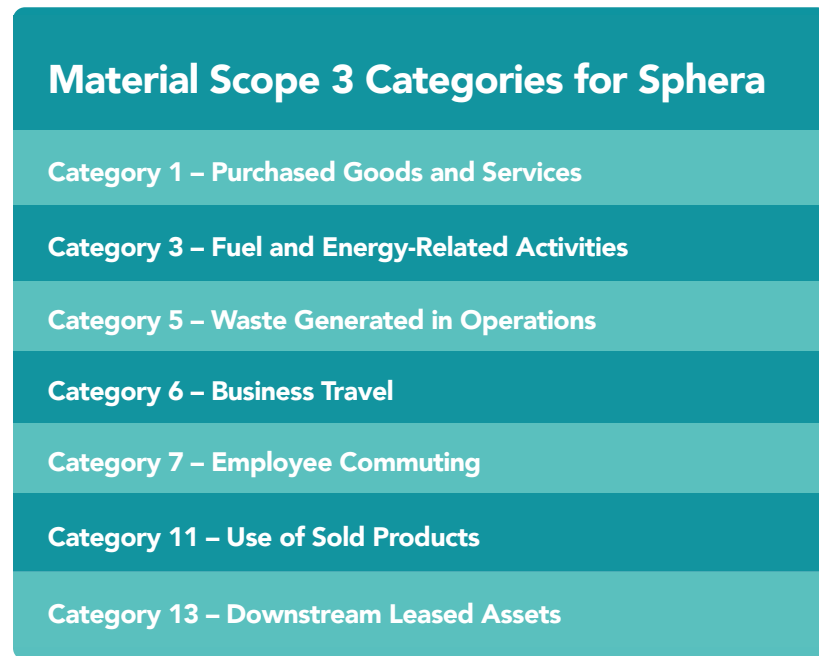 Material Scope 3 Categories for Sphera
Category 1 – Purchased Goods and Services
Category 3 – Fuel and Energy-Related Activities
Category 5 – Waste Generated in Operations
Category 6 – Business Travel
Category 7 – Employee Commuting
Category 11 – Use of Sold Products
Category 13 – Downstream Leased Assets